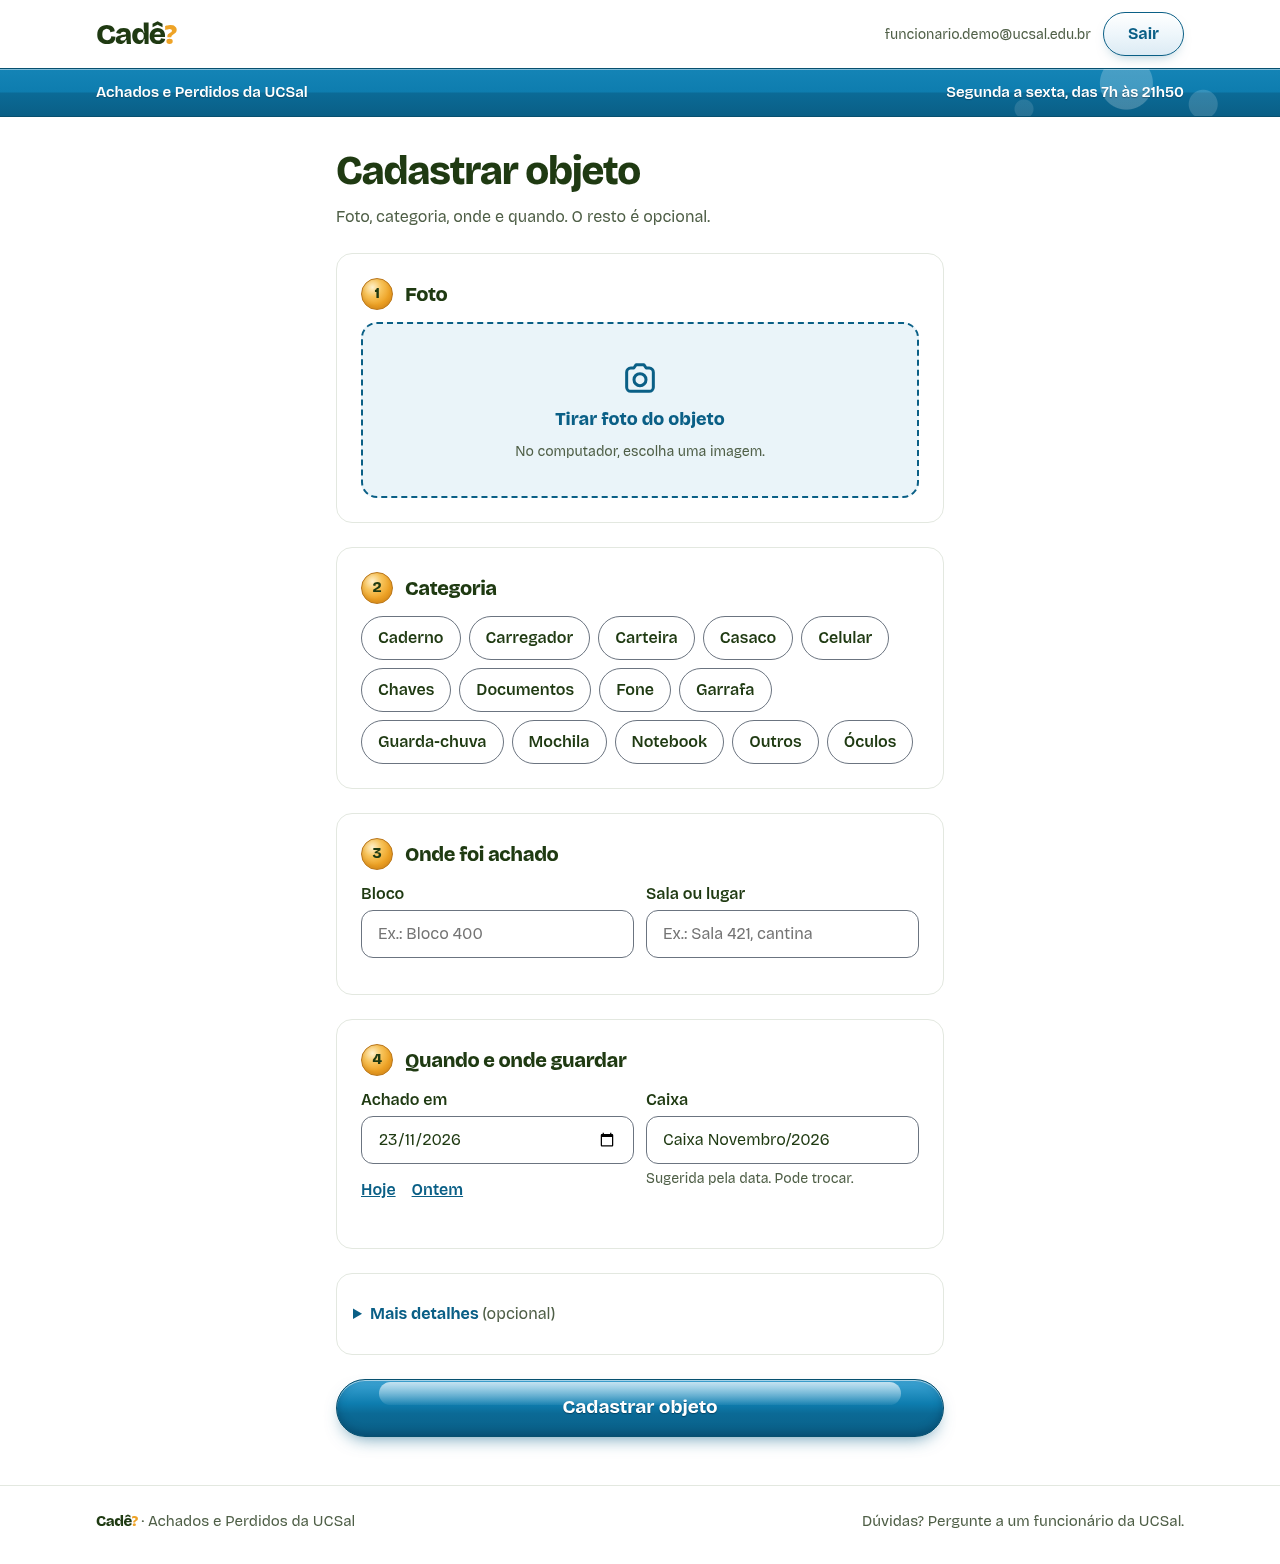 Cadê?
funcionario.demo@ucsal.edu.br
Sair
Achados e Perdidos da UCSal
Segunda a sexta, das 7h às 21h50
Cadastrar objeto
Foto, categoria, onde e quando. O resto é opcional.
1 Foto
Tirar foto do objeto
No computador, escolha uma imagem.
2 Categoria
Caderno Carregador Carteira Casaco Celular
Chaves Documentos Fone Garrafa
Guarda-chuva Mochila Notebook Outros Óculos
3 Onde foi achado
Bloco Sala ou lugar
Ex.: Bloco 400 Ex.: Sala 421, cantina
4 Quando e onde guardar
Achado em Caixa
23/11/2026 Caixa Novembro/2026
Sugerida pela data. Pode trocar.
Hoje Ontem
Mais detalhes (opcional)
Cadastrar objeto
Cadê? · Achados e Perdidos da UCSal
Dúvidas? Pergunte a um funcionário da UCSal.